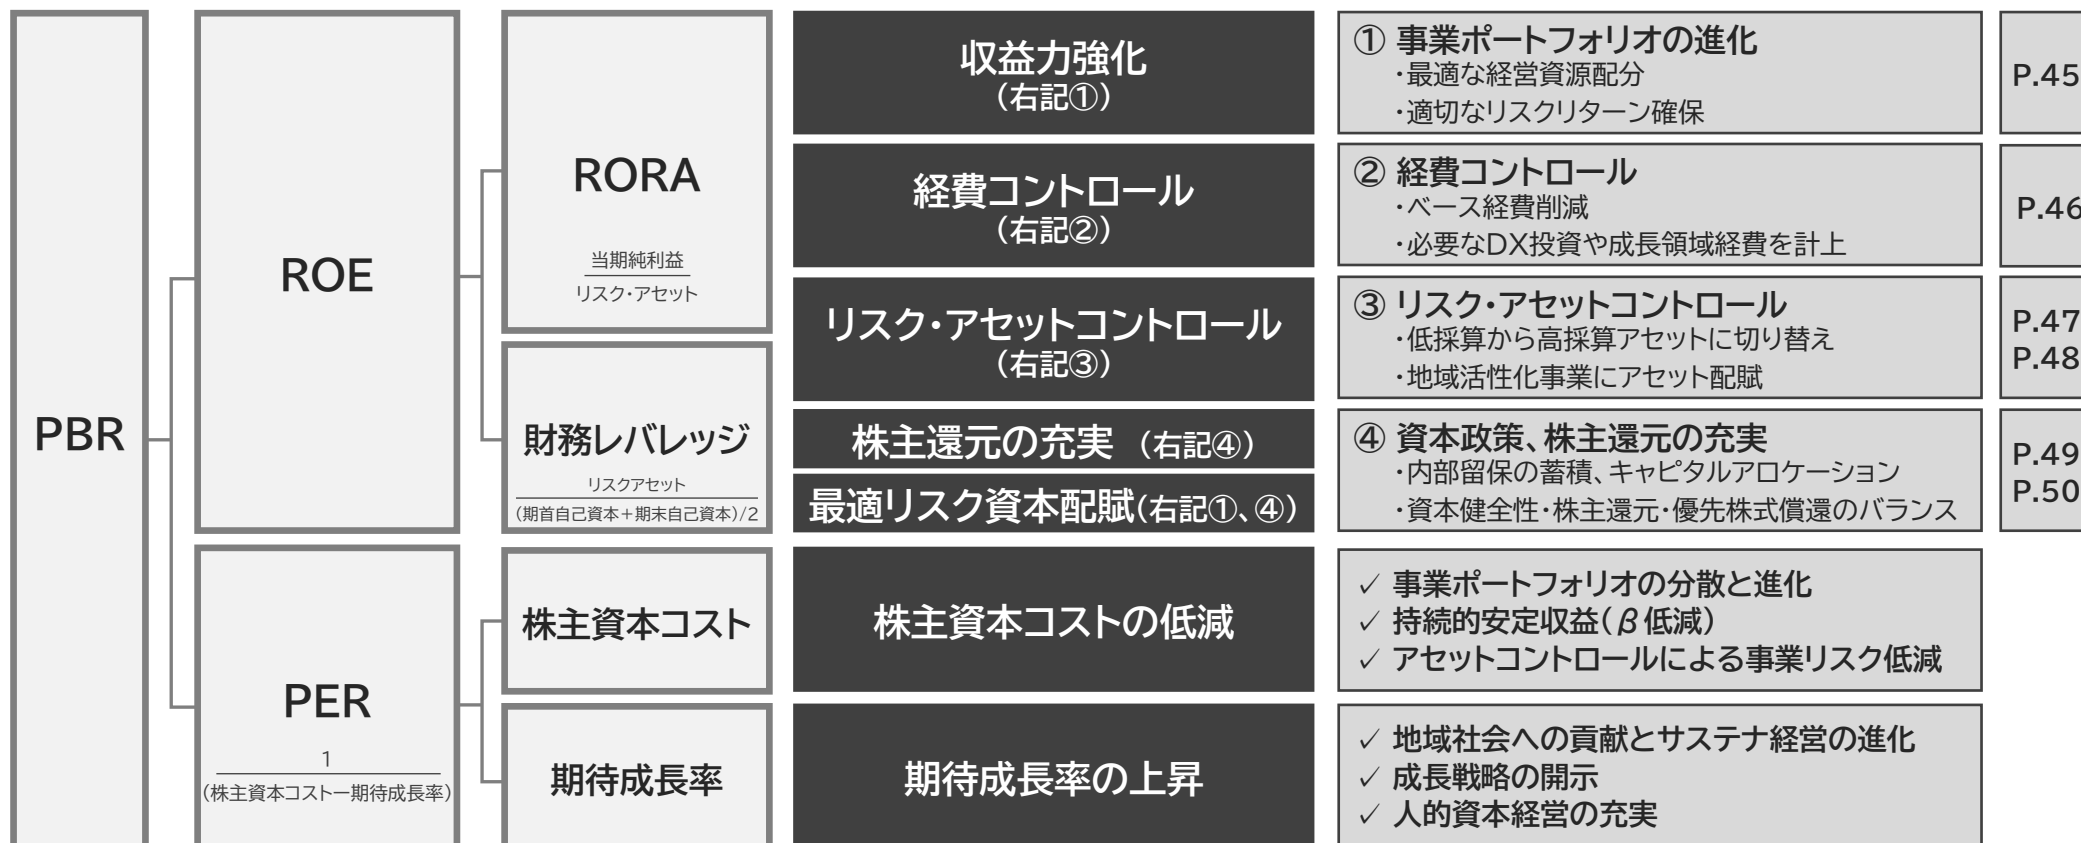 PBR
ROE
RORA
当期純利益
リスク・アセット
財務レバレッジ
リスクアセット
(期首自己資本+期末自己資本)/2
PER
1
(株主資本コストー期待成長率)
株主資本コスト
期待成長率
収益力強化
(右記①)
経費コントロール
(右記②)
リスク・アセットコントロール
(右記③)
株主還元の充実 (右記④)
最適リスク資本配賦(右記①、④)
株主資本コストの低減
期待成長率の上昇
① 事業ポートフォリオの進化
・最適な経営資源配分
・適切なリスクリターン確保
P.45
② 経費コントロール
・ベース経費削減
・必要なDX投資や成長領域経費を計上
P.46
③ リスク・アセットコントロール
・低採算から高採算アセットに切り替え
・地域活性化事業にアセット配賦
P.47
P.48
④ 資本政策、株主還元の充実
・内部留保の蓄積、キャピタルアロケーション
・資本健全性・株主還元・優先株式償還のバランス
P.49
P.50
✓ 事業ポートフォリオの分散と進化
✓ 持続的安定収益(β低減)
✓ アセットコントロールによる事業リスク低減
✓ 地域社会への貢献とサステナ経営の進化
✓ 成長戦略の開示
✓ 人的資本経営の充実